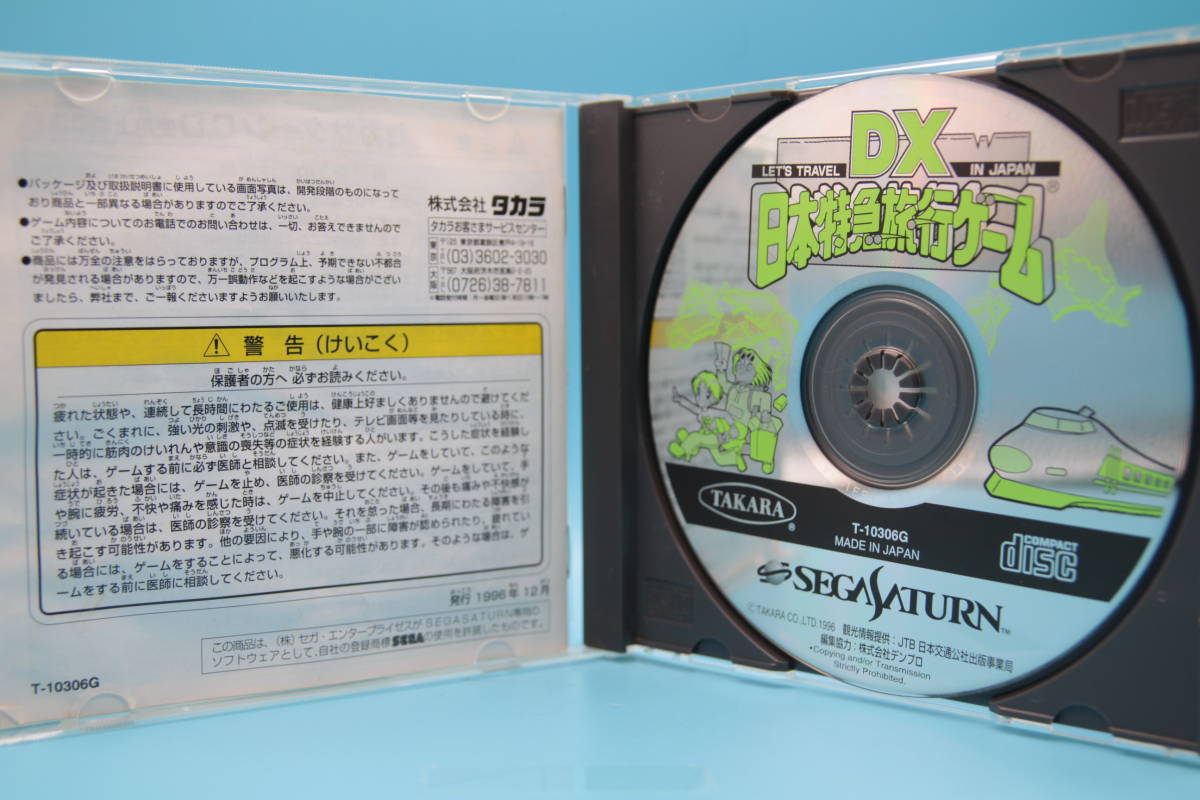 ●パッケージ及び取扱説明書に使用している画面写真は、開発段階のものになって
おり商品と一部異なる場合がありますのでご了承ください。
●ゲーム内容についてのお電話でのお問い合わせは、一切、お答えできませんので
ご了承ください。
●商品には万全の注意をはらっておりますが、プログラム上、予期できない不都合
が発見される場合がありますので、万一誤動作などを起こすような場合がござい
ましたら、弊社まで、ご一報くださいますようお願いいたします。
株式会社 タカラ
タカラお客さまサービスセンター
東京
(03)3602-3030
大阪
(0726)38-7811
警 告 (けいこく)
保護者の方へ 必ずお読みください。
疲れた状態や、連続して長時間にわたるご使用は、健康上好ましくありませんので避けてくだ
さい。ごくまれに、強い光の刺激や、点滅を受けたり、テレビ画面等を見たりしている時に、
一時的に筋肉のけいれんや意識の喪失等の症状を経験する人がいます。こうした症状を経験し
た人は、ゲームする前に必ず医師と相談してください。また、ゲームをしていて、このような
症状が起きた場合には、ゲームを止め、医師の診察を受けてください。ゲームをしていて、手
や腕に疲労、不快や痛みを感じた時は、ゲームを中止してください。その後も痛みや不快感が
続いている場合は、医師の診察を受けてください。それを怠った場合、長期にわたる障害を引
き起こす可能性があります。他の要因により、手や腕の一部に障害が認められたり、疲れてい
る場合には、ゲームをすることによって、悪化する可能性があります。そのような場合は、ゲ
ームをする前に医師に相談してください。
発行 1996年 12月
この商品は、(株)セガ・エンタープライゼスがSEGASATURN専用の
ソフトウェアとして、自社の登録商標SEGAの使用を許諾したものです。
T-10306G
DX
LET'S TRAVEL IN JAPAN
日本特急旅行ゲーム®
TAKARA®
T-10306G
MADE IN JAPAN
COMPACT
disc
SEGASATURN™
©TAKARA CO.,LTD.1996 観光情報提供：JTB 日本交通公社出版事業局
編集協力：株式会社デンプロ
●Copying and/or Transmission
Strictly Prohibited.